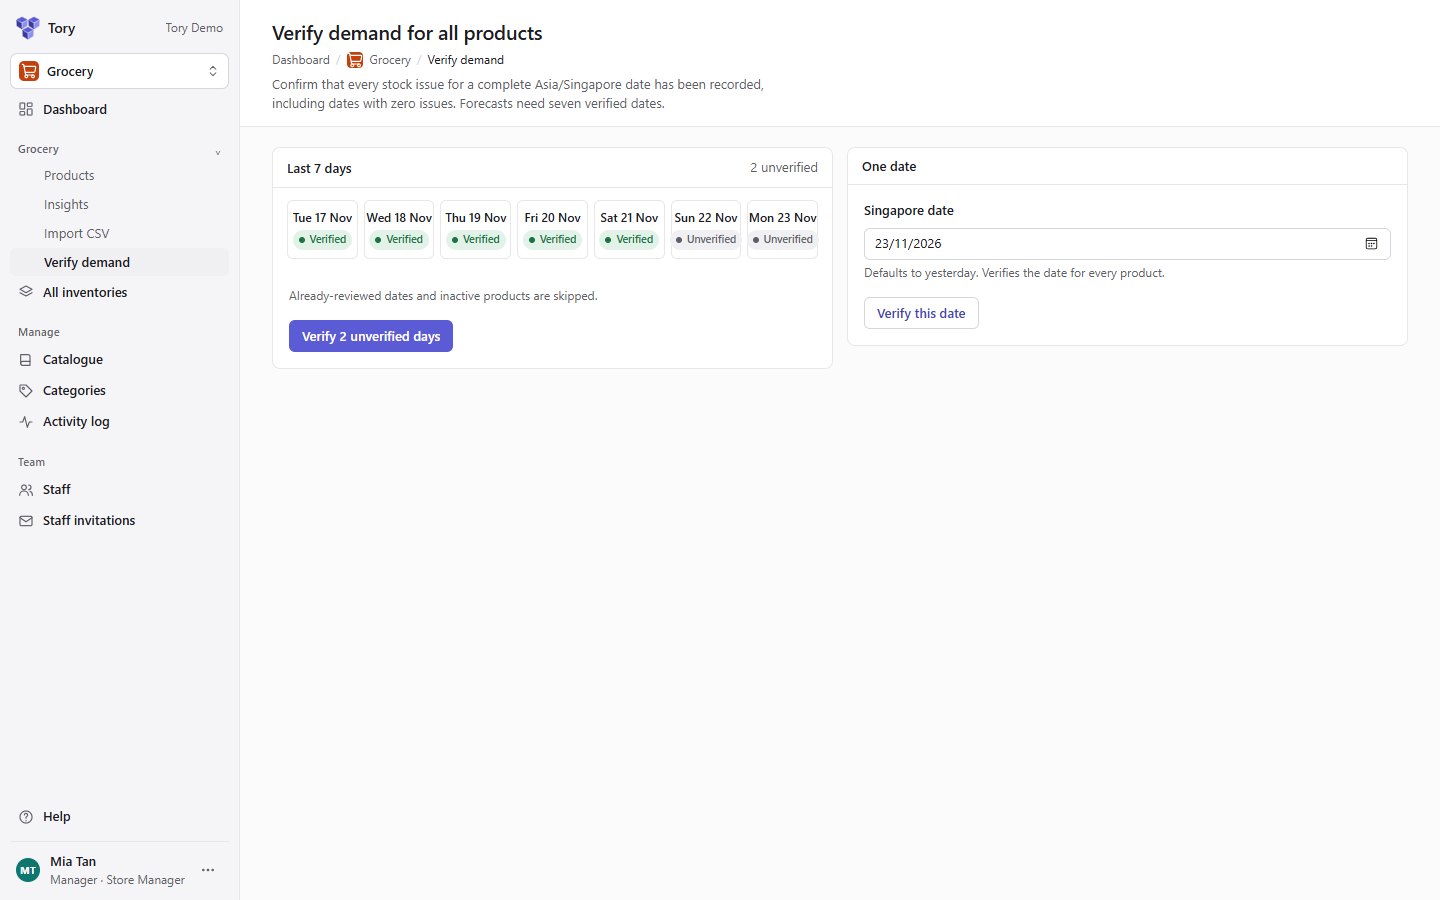 Tory
Tory Demo
Grocery
Dashboard
Grocery
Products
Insights
Import CSV
Verify demand
All inventories
Manage
Catalogue
Categories
Activity log
Team
Staff
Staff invitations
Help
MT
Mia Tan
Manager · Store Manager
Verify demand for all products
Dashboard / Grocery / Verify demand
Confirm that every stock issue for a complete Asia/Singapore date has been recorded,
including dates with zero issues. Forecasts need seven verified dates.
Last 7 days
2 unverified
Tue 17 Nov
Verified
Wed 18 Nov
Verified
Thu 19 Nov
Verified
Fri 20 Nov
Verified
Sat 21 Nov
Verified
Sun 22 Nov
Unverified
Mon 23 Nov
Unverified
Already-reviewed dates and inactive products are skipped.
Verify 2 unverified days
One date
Singapore date
23/11/2026
Defaults to yesterday. Verifies the date for every product.
Verify this date